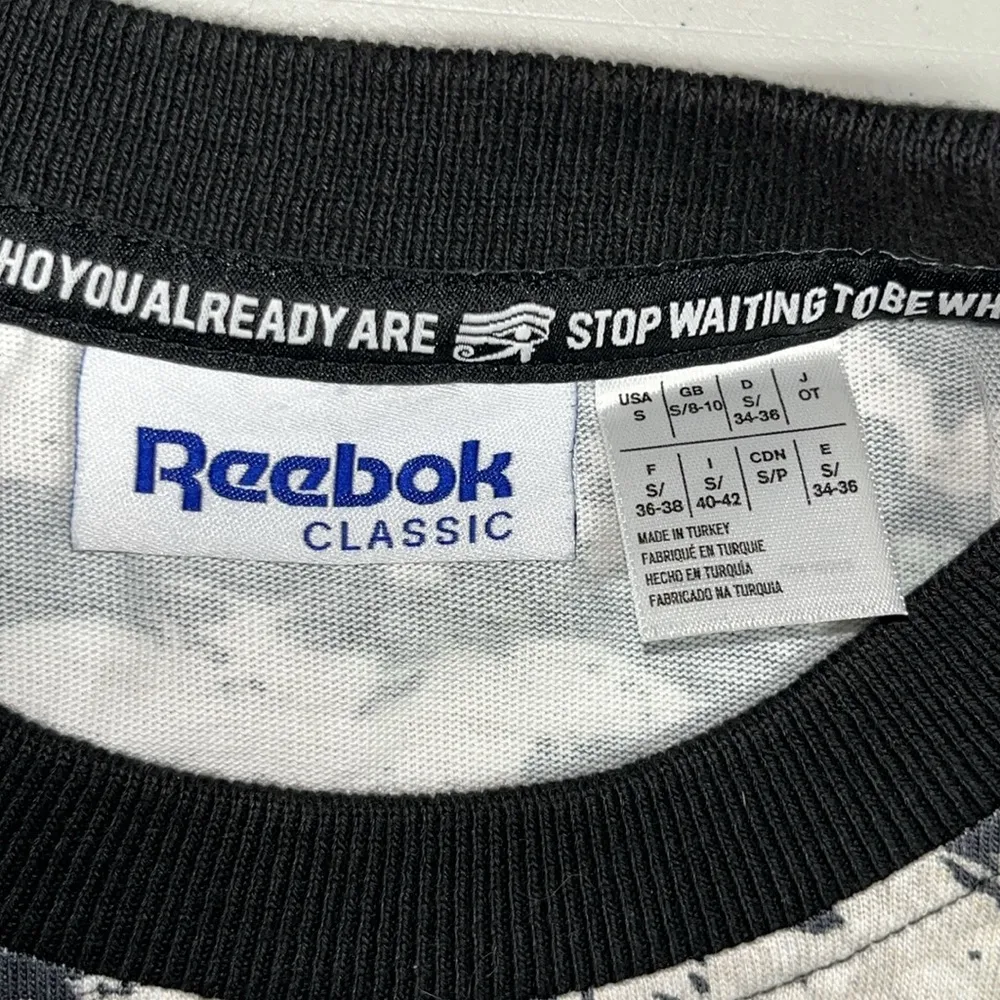 HO YOU ALREADY ARE STOP WAITING TO BE WH
Reebok
CLASSIC
USA GB D J
S S/8-10 S/ 34-36 OT
F I CDN E
S/ 36-38 S/ 40-42 S/P S/ 34-36
MADE IN TURKEY
FABRIQUÉ EN TURQUIE
HECHO EN TURQUÍA
FABRICADO NA TURQUIA